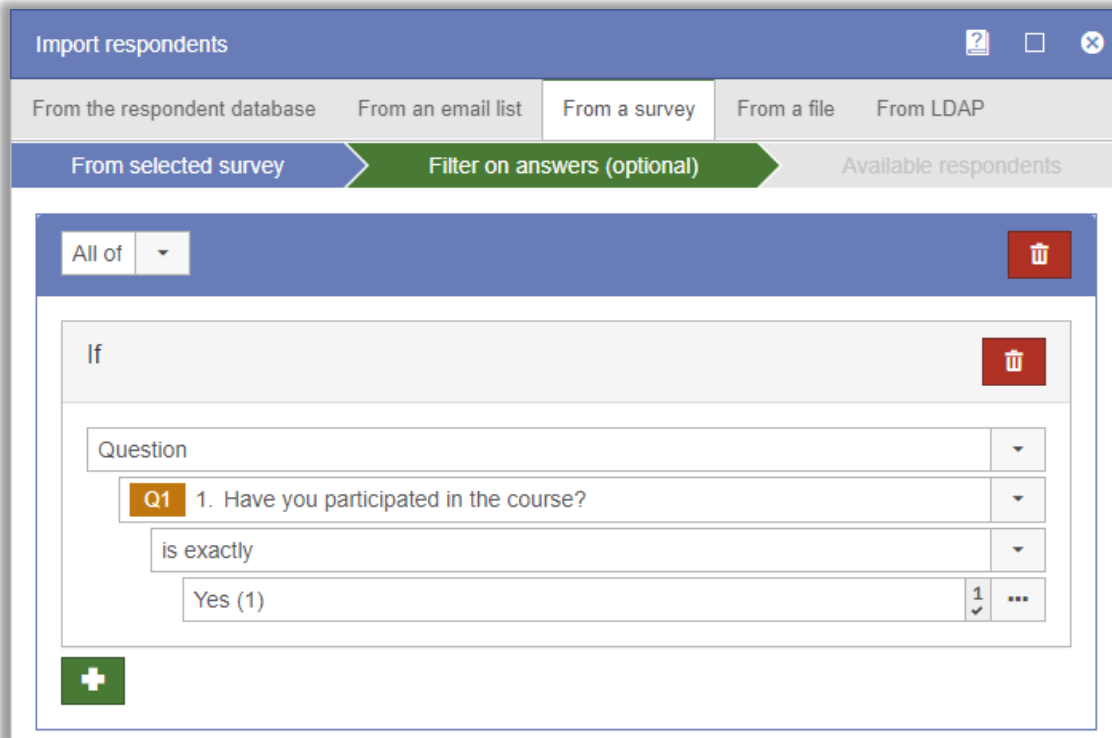 Import respondents
From the respondent database From an email list From a survey From a file From LDAP
From selected survey Filter on answers (optional) Available respondents
All of
If
Question
Q1 1. Have you participated in the course?
is exactly
Yes (1) 1